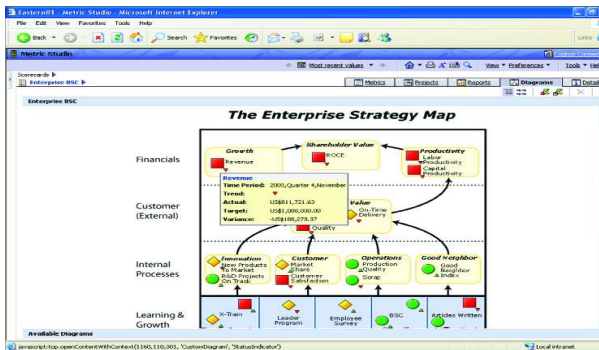 Eastern81 - Metric Studio - Microsoft Internet Explorer
File Edit View Favorites Tools Help
Back Search Favorites Links
Metric Studio
Most recent values View Preferences Tools
Scorecards
Enterprise BSC Metrics Projects Reports Diagrams
Enterprise BSC
The Enterprise Strategy Map
Financials
Growth
Revenue
Shareholder Value
ROCE
Productivity
Labor
Productivity
Capital
Productivity
Revenue
Time Period: 2003, Quarter 4, November
Trend:
Actual: US$811,721.63
Target: US$1,000,000.00
Variance: -US$188,278.37
Customer
(External)
Value
On-Time
Delivery
Quality
Internal
Processes
Innovation
New Products
To Market
R&D Projects
On Track
Customer
Market
Share
Customer
Satisfaction
Operations
Production
Quality
Scrap
Good Neighbor
Good
Neighbor
Index
Learning &
Growth
X-Train
Leader
Program
Employee
Survey
BSC
Articles Written
Available Diagrams
javascript:top.openContentWithContext(1160,110,301, 'CustomDiagram', 'StatusIndicator') Local intranet